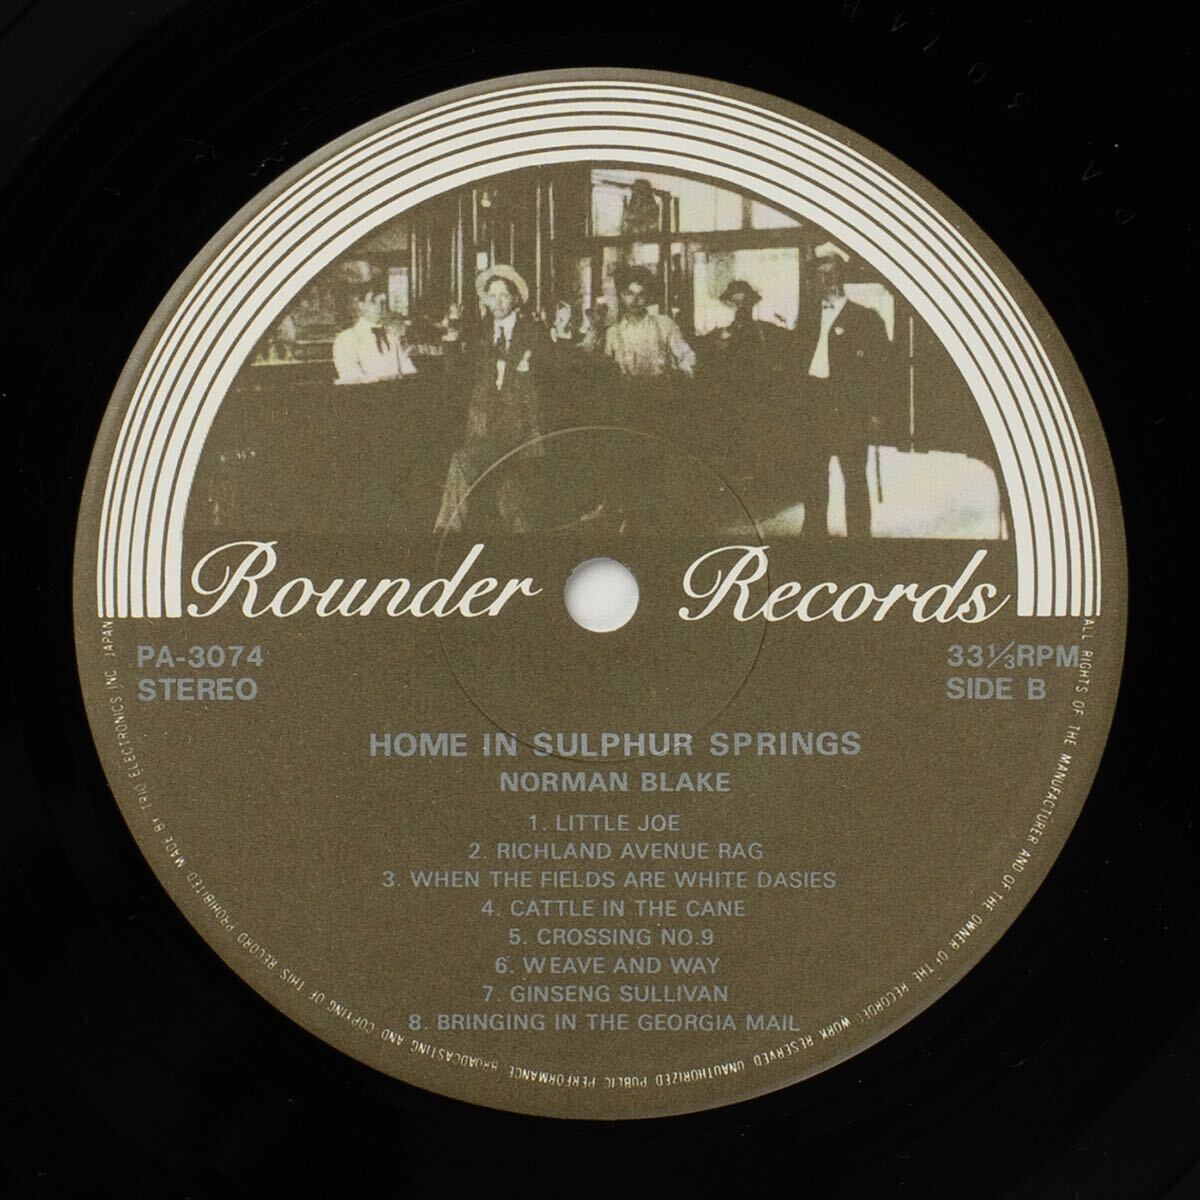 Rounder Records
PA-3074
STEREO
33 1/3 RPM
SIDE B
HOME IN SULPHUR SPRINGS
NORMAN BLAKE
1. LITTLE JOE
2. RICHLAND AVENUE RAG
3. WHEN THE FIELDS ARE WHITE DASIES
4. CATTLE IN THE CANE
5. CROSSING NO.9
6. WEAVE AND WAY
7. GINSENG SULLIVAN
8. BRINGING IN THE GEORGIA MAIL
ALL RIGHTS OF THE MANUFACTURER AND OF THE OWNER OF THE RECORDED WORK RESERVED UNAUTHORIZED PUBLIC PERFORMANCE BROADCASTING AND COPYING OF THIS RECORD PROHIBITED MADE BY TRIO ELECTRONICS INC JAPAN